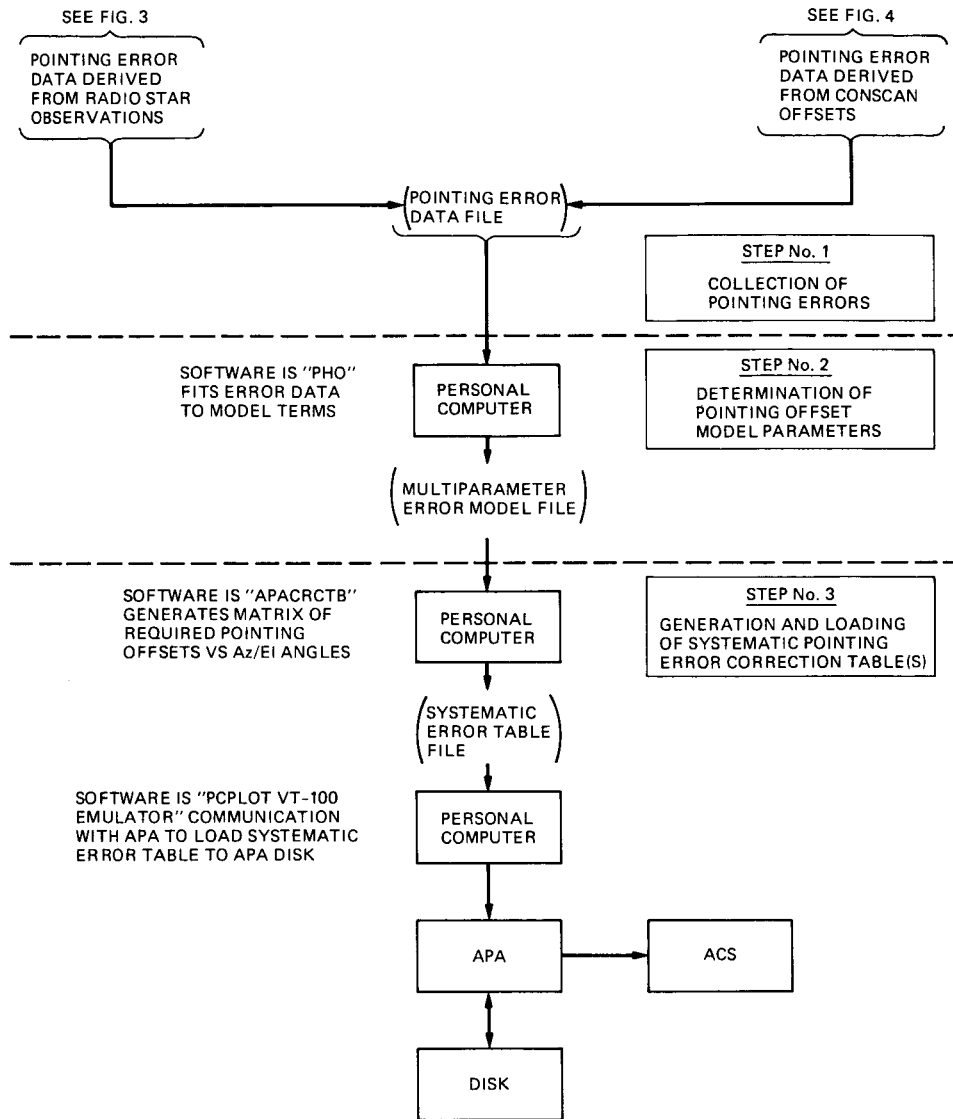 SEE FIG. 3
POINTING ERROR
DATA DERIVED
FROM RADIO STAR
OBSERVATIONS
SEE FIG. 4
POINTING ERROR
DATA DERIVED
FROM CONSCAN
OFFSETS
POINTING ERROR
DATA FILE
STEP No. 1
COLLECTION OF
POINTING ERRORS
SOFTWARE IS "PHO"
FITS ERROR DATA
TO MODEL TERMS
PERSONAL
COMPUTER
STEP No. 2
DETERMINATION OF
POINTING OFFSET
MODEL PARAMETERS
MULTIPARAMETER
ERROR MODEL FILE
SOFTWARE IS "APACRCTB"
GENERATES MATRIX OF
REQUIRED POINTING
OFFSETS VS Az/El ANGLES
PERSONAL
COMPUTER
STEP No. 3
GENERATION AND LOADING
OF SYSTEMATIC POINTING
ERROR CORRECTION TABLE(S)
SYSTEMATIC
ERROR TABLE
FILE
SOFTWARE IS "PCPLOT VT-100
EMULATOR" COMMUNICATION
WITH APA TO LOAD SYSTEMATIC
ERROR TABLE TO APA DISK
PERSONAL
COMPUTER
APA
ACS
DISK